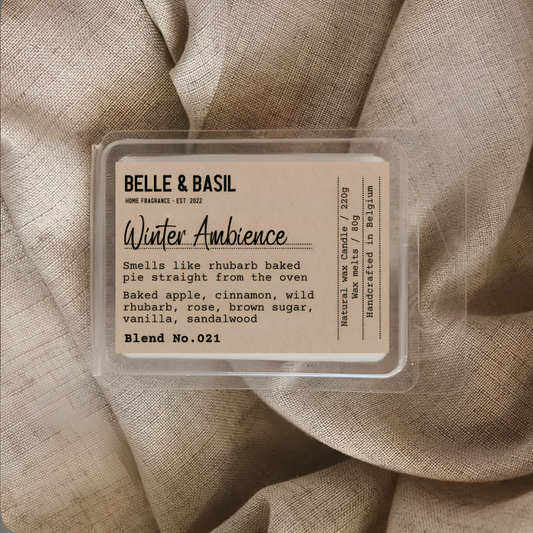 BELLE & BASIL
HOME FRAGRANCE - EST. 2022
Winter Ambience
Smells like rhubarb baked
pie straight from the oven
Baked apple, cinnamon, wild
rhubarb, rose, brown sugar,
vanilla, sandalwood
Blend No.021
Natural wax Candle / 220g
Wax melts / 80g
Handcrafted in Belgium